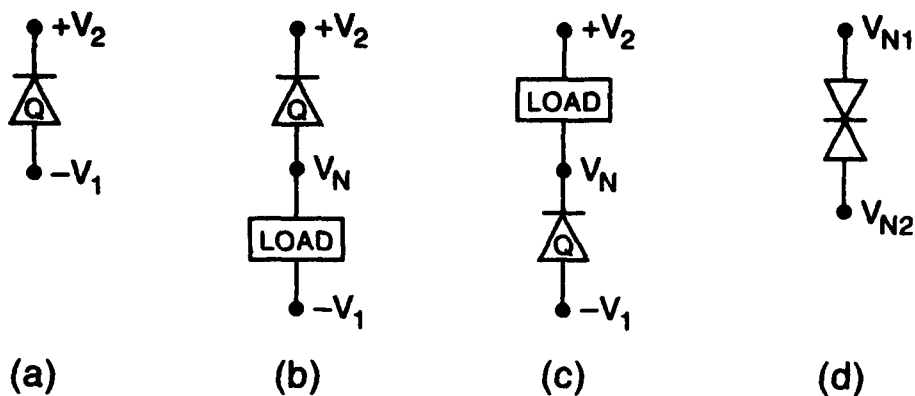 +V2
Q
−V1
(a)
+V2
Q
VN
LOAD
−V1
(b)
+V2
LOAD
VN
Q
−V1
(c)
VN1
VN2
(d)